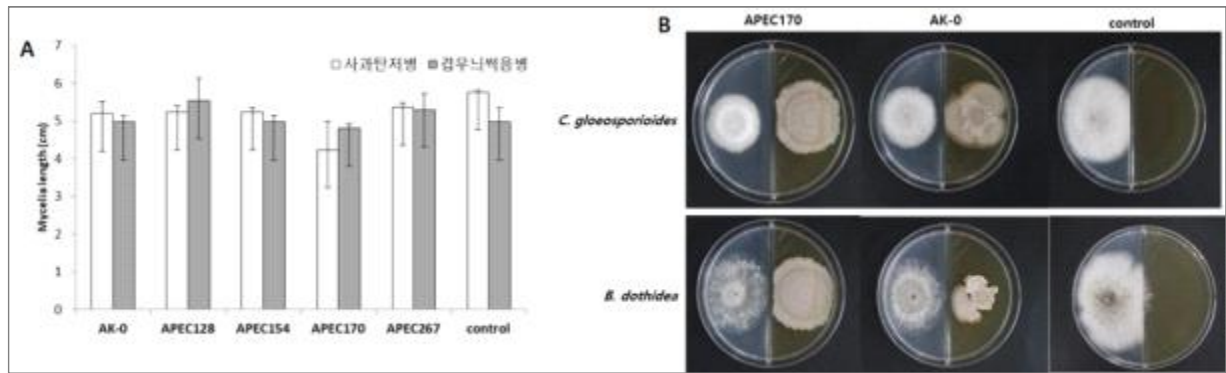 A
7
6
5
4
3
2
1
0
Mycelia length (cm)
사과탄저병 겹무늬썩음병
AK-0 APEC128 APEC154 APEC170 APEC267 control
B
APEC170 AK-0 control
C. gloeosporioides
B. dothidea